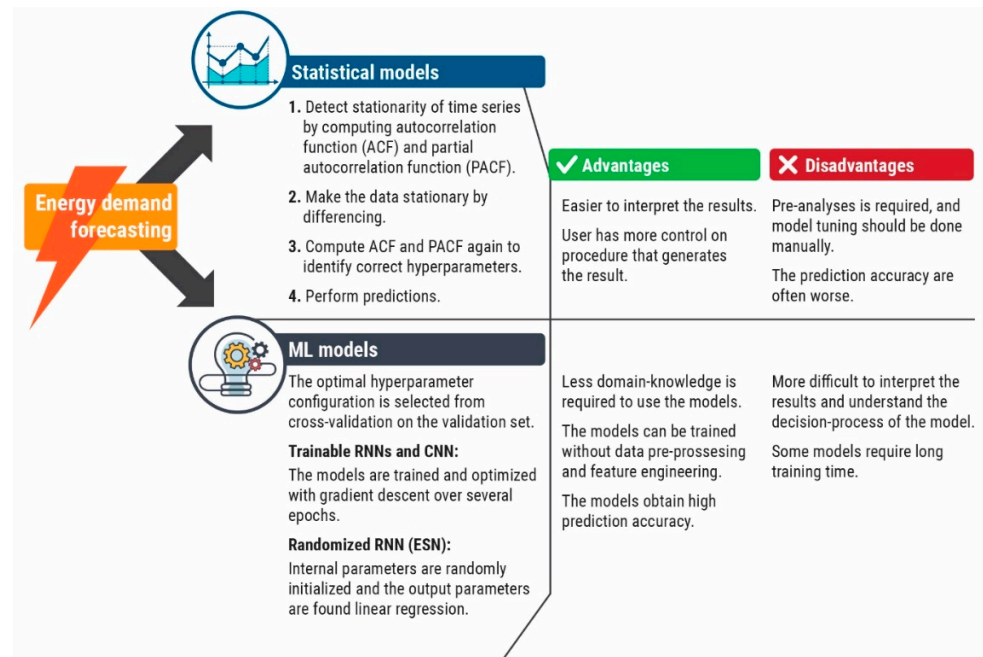 Energy demand
forecasting
Statistical models
1. Detect stationarity of time series
by computing autocorrelation
function (ACF) and partial
autocorrelation function (PACF).
2. Make the data stationary by
differencing.
3. Compute ACF and PACF again to
identify correct hyperparameters.
4. Perform predictions.
Advantages
Easier to interpret the results.
User has more control on
procedure that generates
the result.
Disadvantages
Pre-analyses is required, and
model tuning should be done
manually.
The prediction accuracy are
often worse.
ML models
The optimal hyperparameter
configuration is selected from
cross-validation on the validation set.
Trainable RNNs and CNN:
The models are trained and optimized
with gradient descent over several
epochs.
Randomized RNN (ESN):
Internal parameters are randomly
initialized and the output parameters
are found linear regression.
Less domain-knowledge is
required to use the models.
The models can be trained
without data pre-prossesing
and feature engineering.
The models obtain high
prediction accuracy.
More difficult to interpret the
results and understand the
decision-process of the model.
Some models require long
training time.